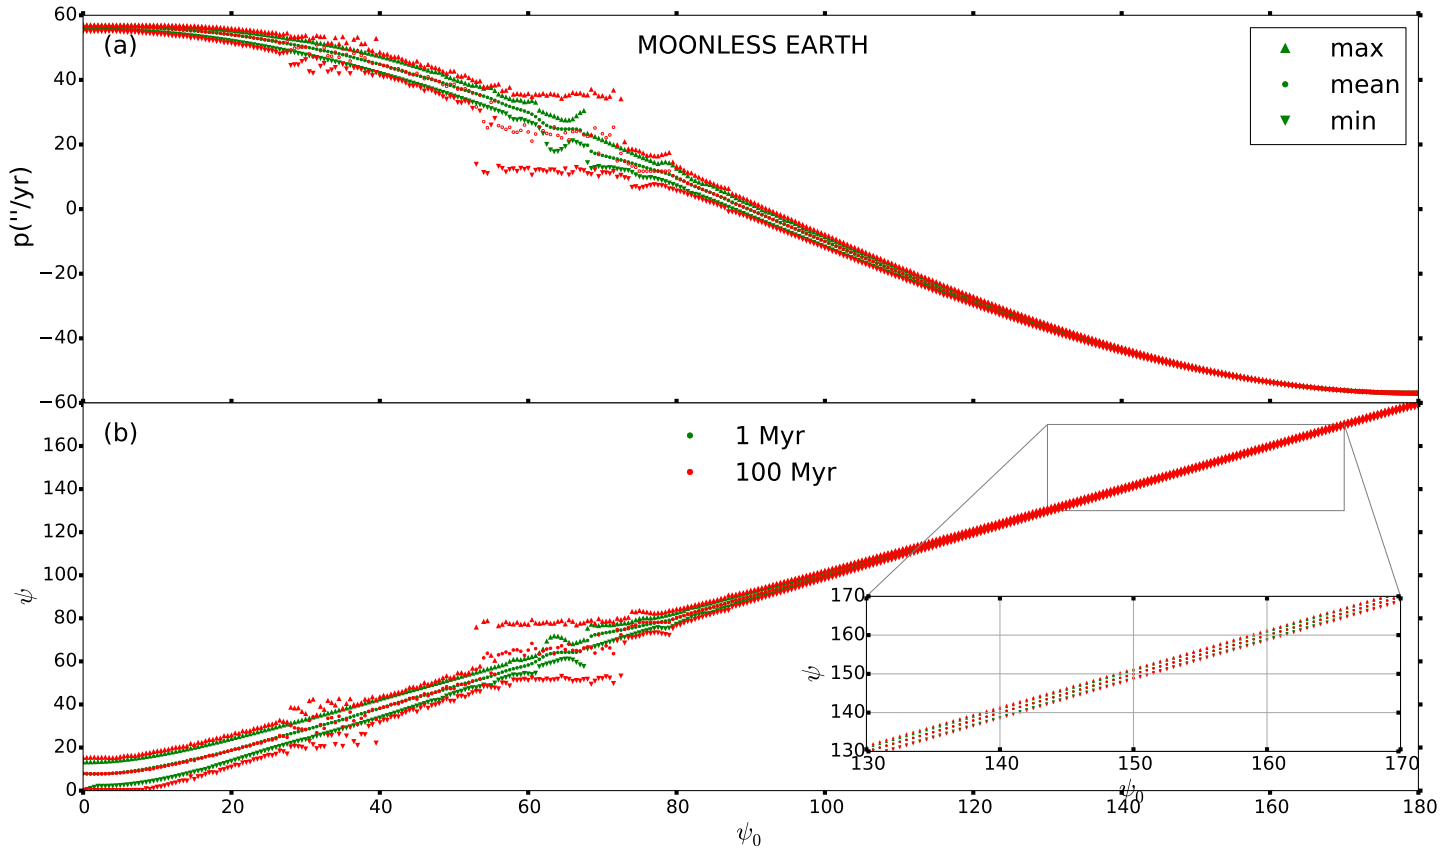 MOONLESS EARTH
(a)
max
mean
min
p(''/yr)
60
40
20
0
−20
−40
−60
(b)
1 Myr
100 Myr
ψ
160
140
120
100
80
60
40
20
0
0 20 40 60 80 100 120 140 160 180
ψ₀
ψ
170
160
150
140
130
130 140 150 160 170
ψ₀